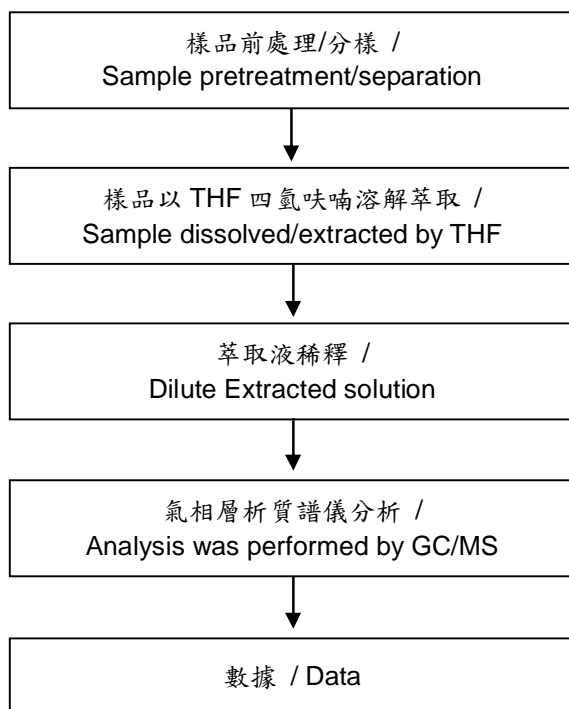 樣品前處理/分樣 /
Sample pretreatment/separation
樣品以 THF 四氫呋喃溶解萃取 /
Sample dissolved/extracted by THF
萃取液稀釋 /
Dilute Extracted solution
氣相層析質譜儀分析 /
Analysis was performed by GC/MS
數據 / Data